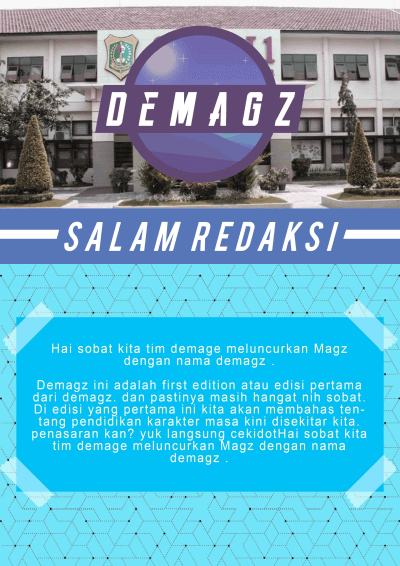 DEMAGZ
SALAM REDAKSI
Hai sobat kita tim demage meluncurkan Magz
dengan nama demagz .
Demagz ini adalah first edition atau edisi pertama
dari demagz. dan pastinya masih hangat nih sobat.
Di edisi yang pertama ini kita akan membahas ten-
tang pendidikan karakter masa kini disekitar kita.
penasaran kan? yuk langsung cekidotHai sobat kita
tim demage meluncurkan Magz dengan nama
demagz .